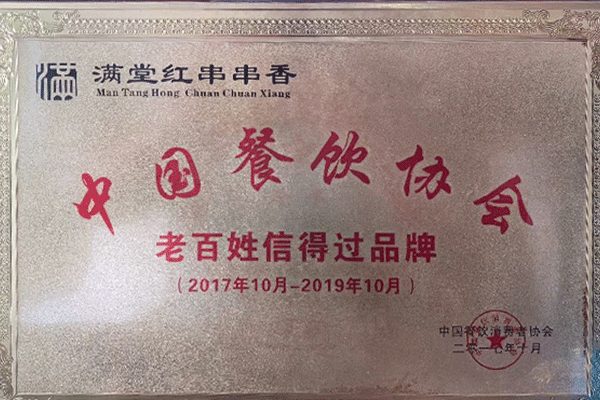 满堂红串串香
Man Tang Hong Chuan Chuan Xiang
中国餐饮协会
老百姓信得过品牌
(2017年10月-2019年10月)
中国餐饮消费者协会
二零一七年十月